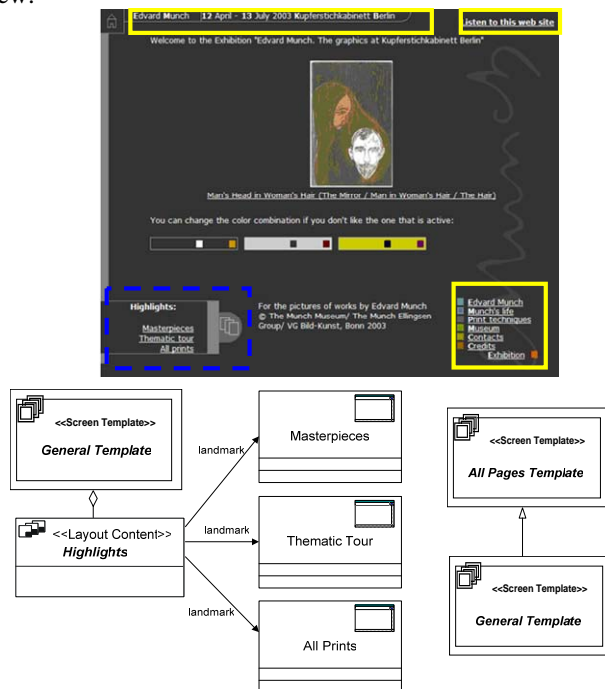 ew.
Edvard Munch 12 April - 13 July 2003 Kupferstichkabinett Berlin
Listen to this web site
Welcome to the Exhibition "Edvard Munch. The graphics at Kupferstichkabinett Berlin"
Man's Head in Woman's Hair (The Mirror / Man in Woman's Hair / The Hair)
You can change the color combination if you don't like the one that is active:
Highlights:
Masterpieces
Thematic tour
All prints
For the pictures of works by Edvard Munch
© The Munch Museum/ The Munch Ellingsen
Group/ VG Bild-Kunst, Bonn 2003
Edvard Munch
Munch's life
Print techniques
Museum
Contacts
Credits
Exhibition
<<Screen Template>>
General Template
<<Layout Content>>
Highlights
landmark
Masterpieces
landmark
Thematic Tour
landmark
All Prints
<<Screen Template>>
All Pages Template
<<Screen Template>>
General Template